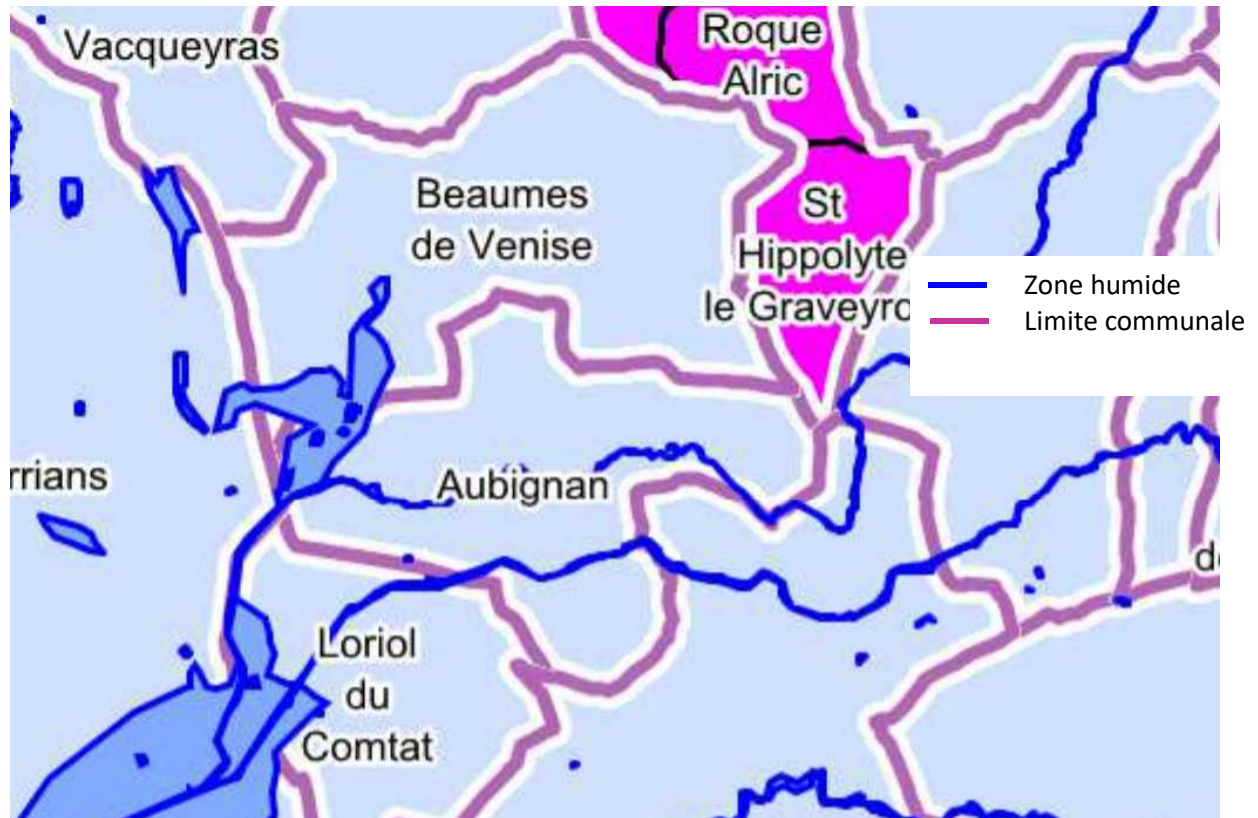 Vacqueyras
Roque
Alric
Beaumes
de Venise
St
Hippolyte
le Graveyro
Zone humide
Limite communale
rrians
Aubignan
de
Loriol
du
Comtat